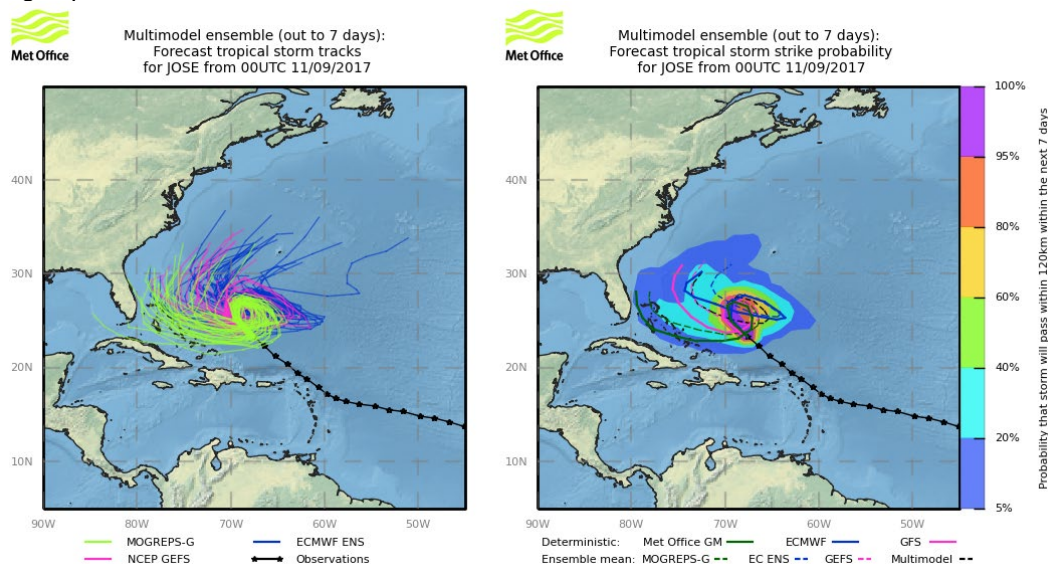 Met Office
Multimodel ensemble (out to 7 days):
Forecast tropical storm tracks
for JOSE from 00UTC 11/09/2017
40N
30N
20N
10N
90W 80W 70W 60W 50W
MOGREPS-G ECMWF ENS
NCEP GEFS Observations
Met Office
Multimodel ensemble (out to 7 days):
Forecast tropical storm strike probability
for JOSE from 00UTC 11/09/2017
40N
30N
20N
10N
90W 80W 70W 60W 50W
100%
95%
80%
60%
40%
20%
5%
Probability that storm will pass within 120km within the next 7 days
Deterministic: Met Office GM ECMWF GFS
Ensemble mean: MOGREPS-G EC ENS GEFS Multimodel